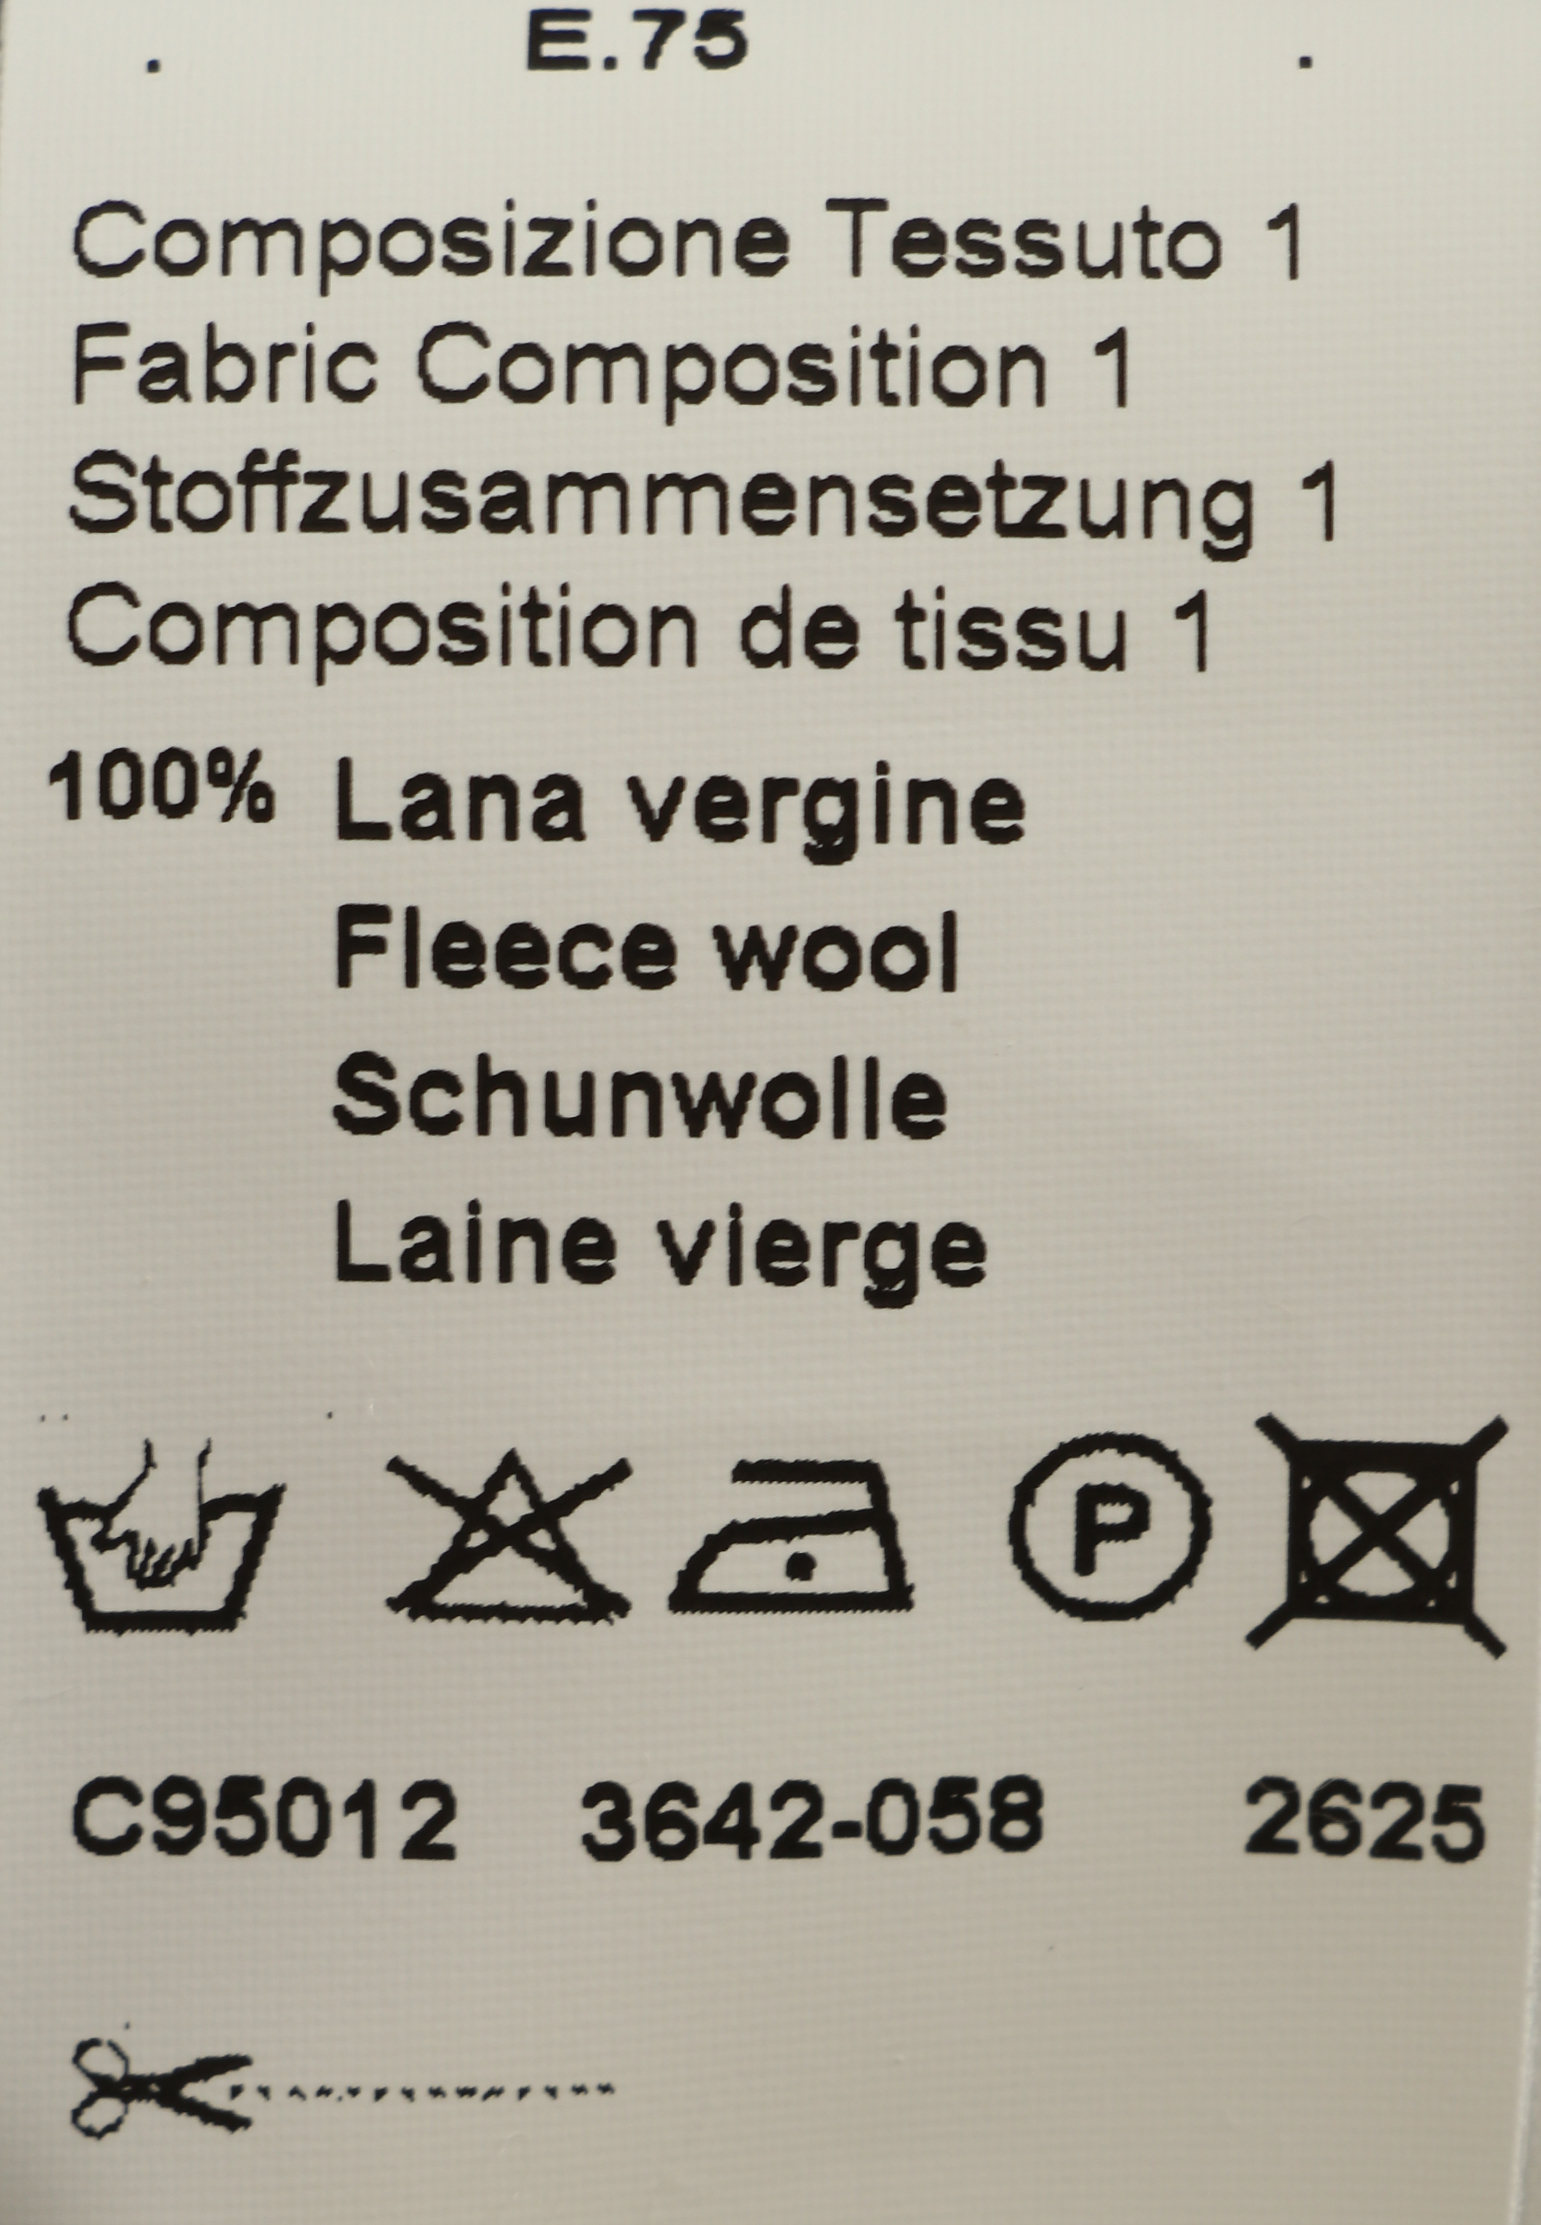 E.75
Composizione Tessuto 1
Fabric Composition 1
Stoffzusammensetzung 1
Composition de tissu 1
100% Lana vergine
Fleece wool
Schunwolle
Laine vierge
P
C95012 3642-058 2625